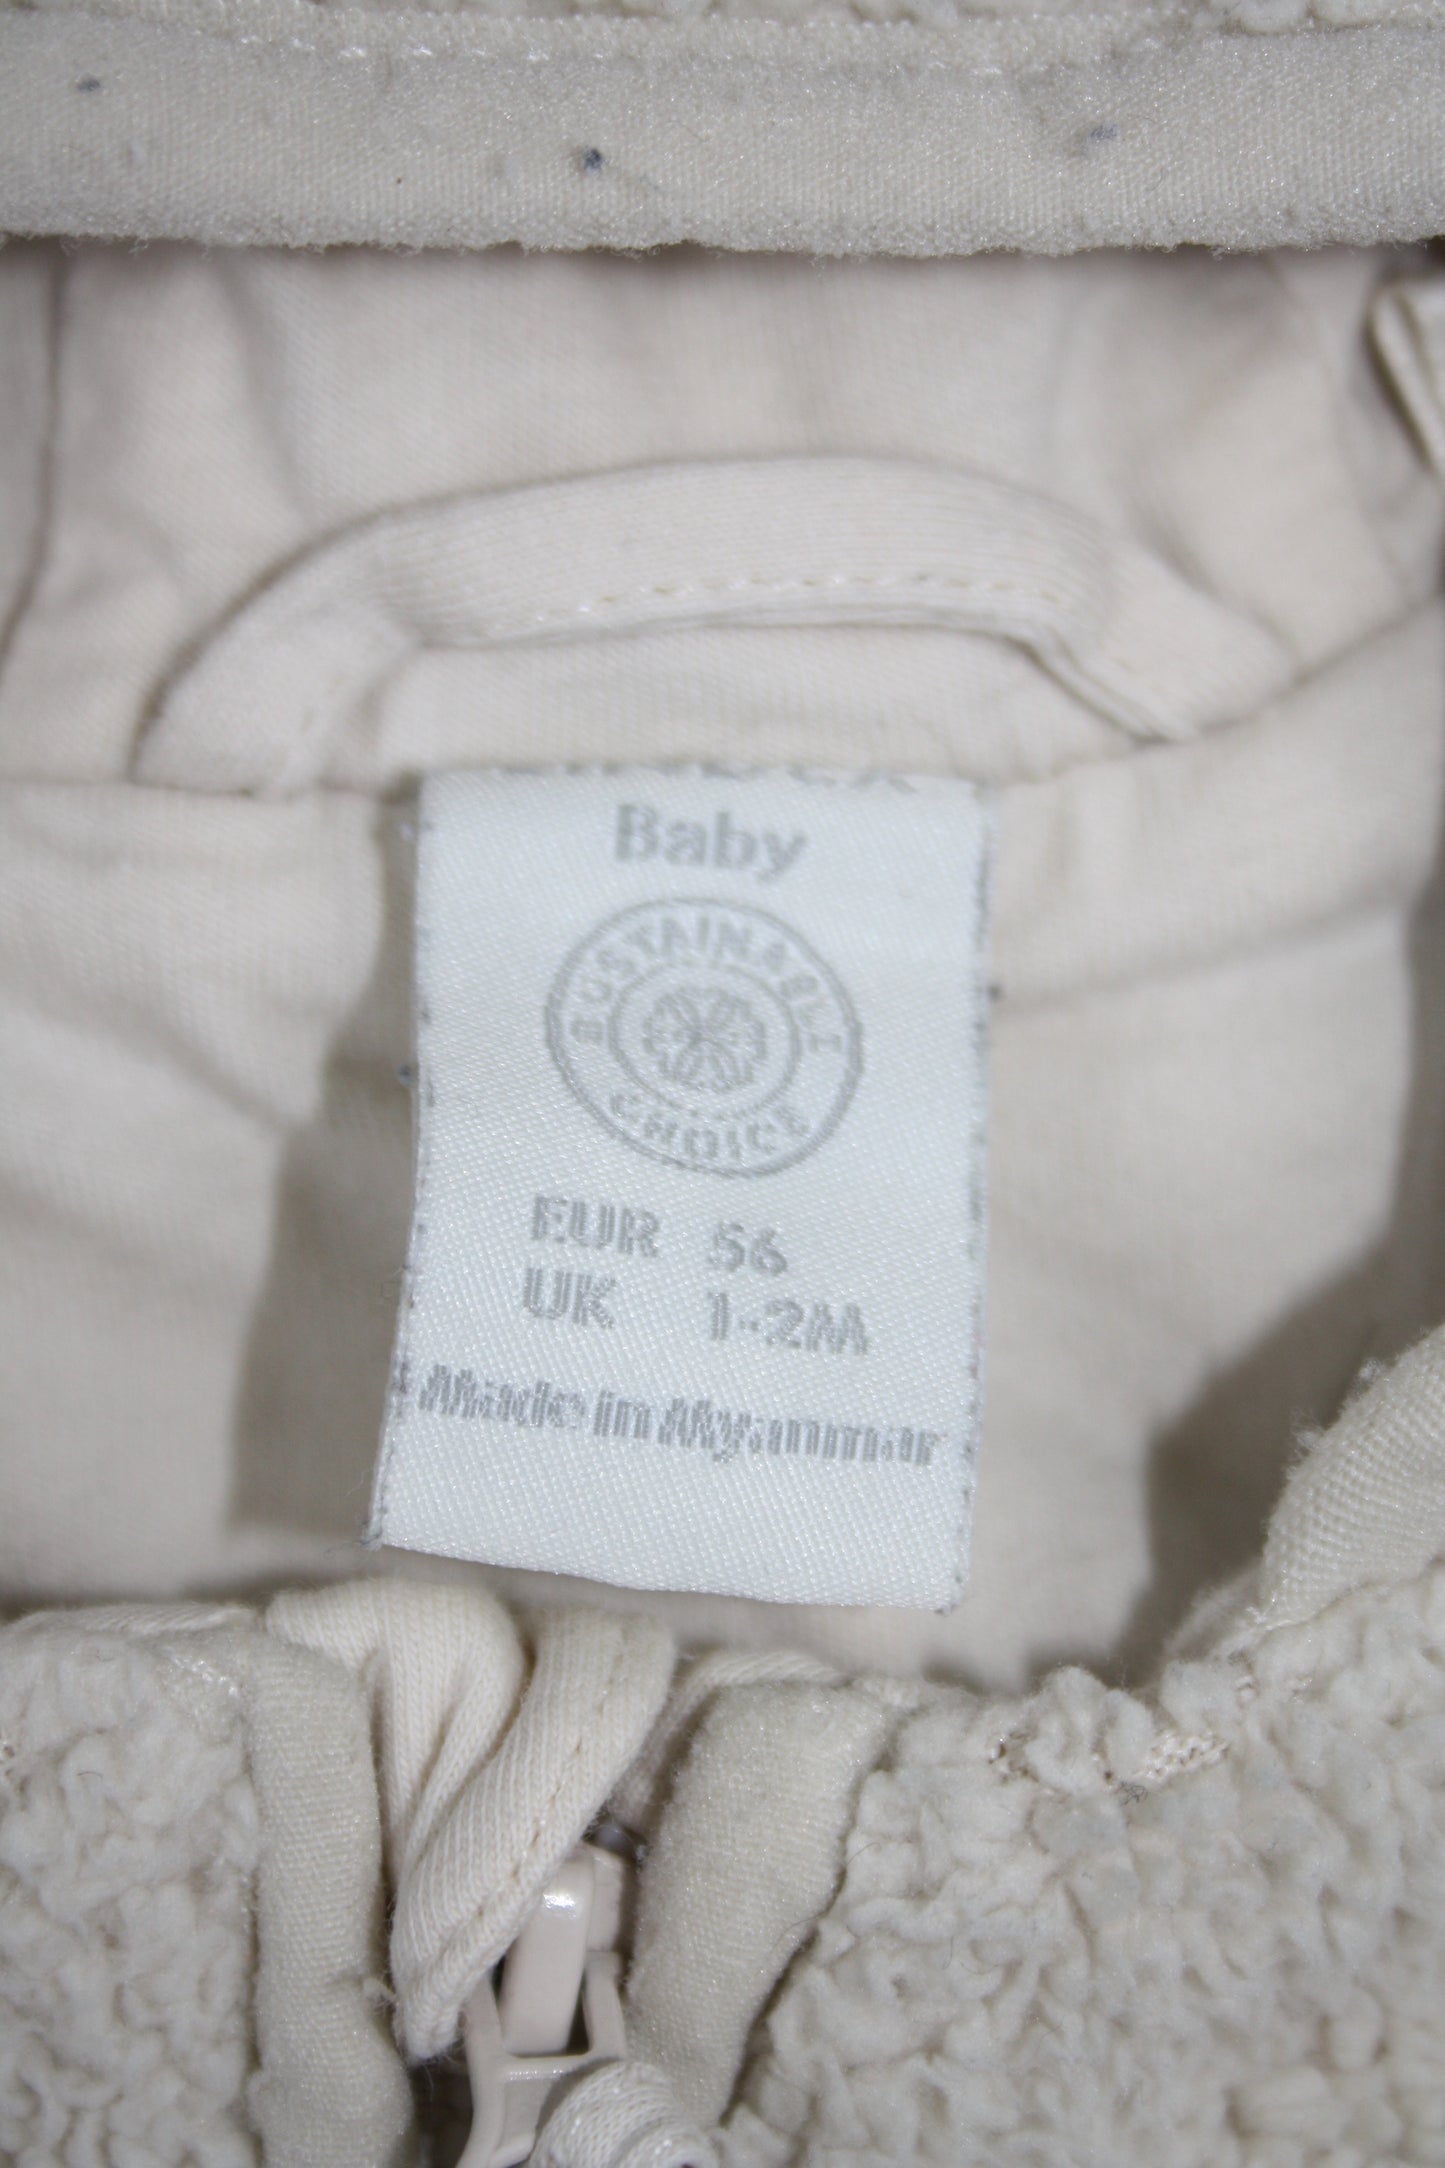 Baby
SUSTAINABLE
CHOICE
EUR 56
UK 1-2M
Made in Myanmar